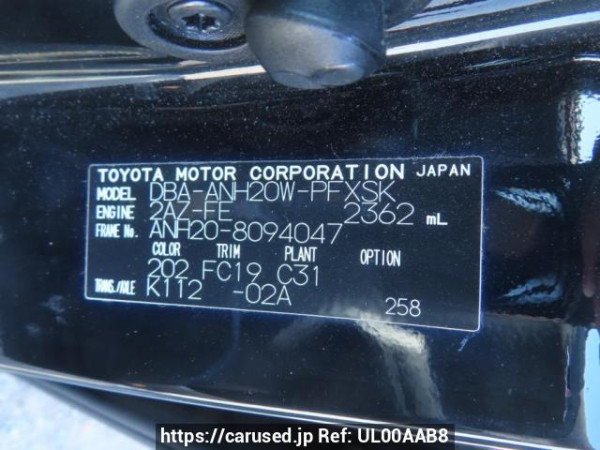 TOYOTA MOTOR CORPORATION JAPAN
MODEL DBA-ANH20W-PFXSK
ENGINE 2AZ-FE 2362 mL
FRAME No. ANH20-8094047
COLOR TRIM PLANT OPTION
202 FC19 C31
TRANS./AXLE K112 -02A
258
https://carused.jp Ref: UL00AAB8